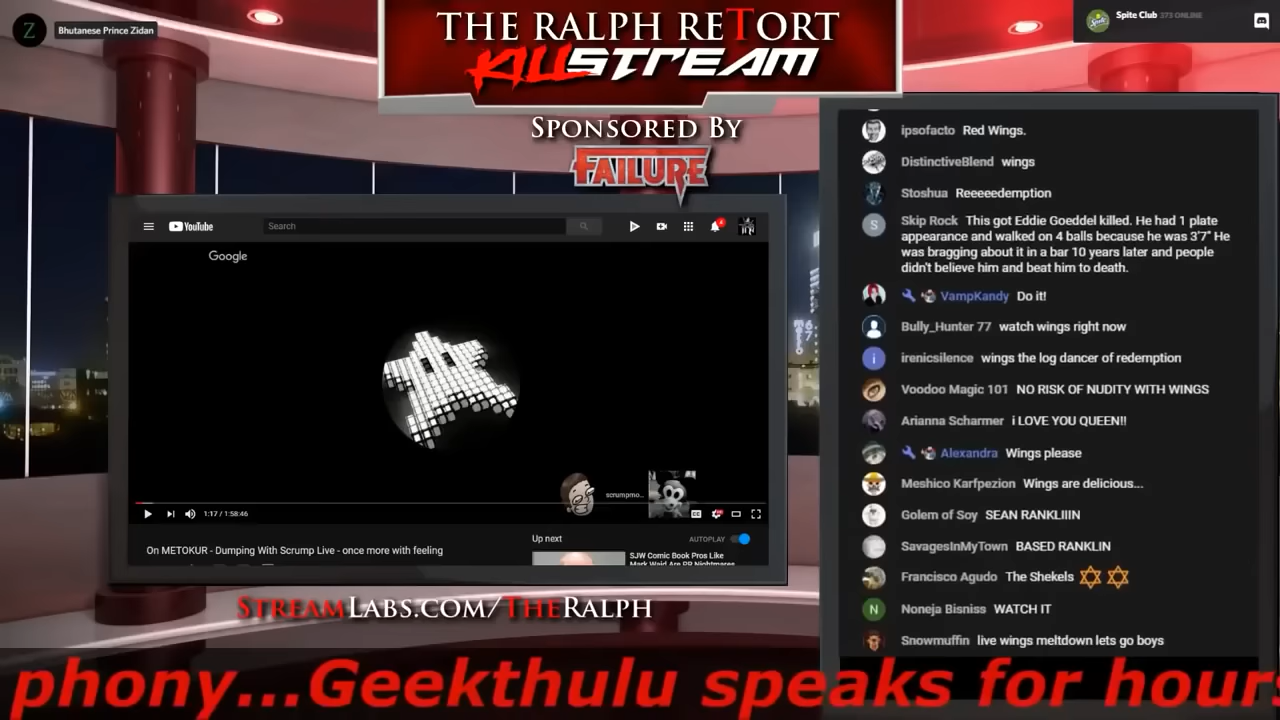 Z
Bhutanese Prince Zidan
THE RALPH RETORT
KILLSTREAM
SPONSORED BY
FAILURE
Spite Club 373 ONLINE
YouTube
Search
Google
scrumpmo...
1:17 / 1:58:46
On METOKUR - Dumping With Scrump Live - once more with feeling
Up next
AUTOPLAY
SJW Comic Book Pros Like
Mark Waid Are PR Nightmares
STREAMLABS.COM/THERALPH
ipsofacto Red Wings.
DistinctiveBlend wings
Stoshua Reeeeedemption
S
Skip Rock This got Eddie Goeddel killed. He had 1 plate
appearance and walked on 4 balls because he was 3'7" He
was bragging about it in a bar 10 years later and people
didn't believe him and beat him to death.
VampKandy Do it!
Bully_Hunter 77 watch wings right now
i
irenicsilence wings the log dancer of redemption
Voodoo Magic 101 NO RISK OF NUDITY WITH WINGS
Arianna Scharmer i LOVE YOU QUEEN!!
Alexandra Wings please
Meshico Karfpezion Wings are delicious...
Golem of Soy SEAN RANKLIIIN
SavagesInMyTown BASED RANKLIN
Francisco Agudo The Shekels
N
Noneja Bisniss WATCH IT
Snowmuffin live wings meltdown lets go boys
phony...Geekthulu speaks for hours